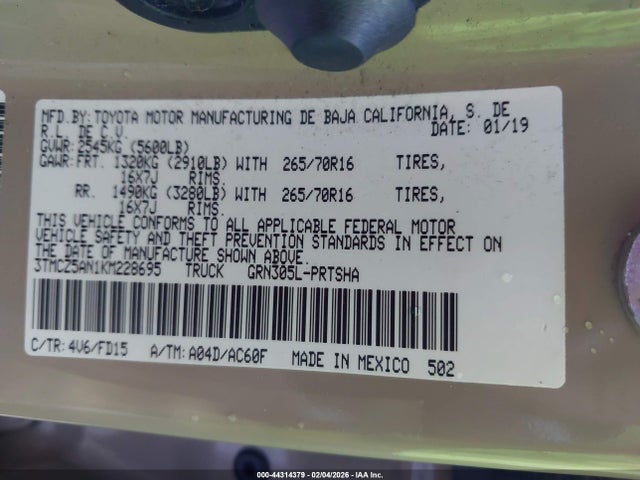 MFD.BY: TOYOTA MOTOR MANUFACTURING DE BAJA CALIFORNIA, S. DE
R.L. DE C.V. DATE: 01/19
GVWR: 2545KG (5600LB)
GAWR: FRT. 1320KG (2910LB) WITH 265/70R16 TIRES,
16X7J RIMS.
RR. 1490KG (3280LB) WITH 265/70R16 TIRES,
16X7J RIMS.
THIS VEHICLE CONFORMS TO ALL APPLICABLE FEDERAL MOTOR
VEHICLE SAFETY AND THEFT PREVENTION STANDARDS IN EFFECT ON
THE DATE OF MANUFACTURE SHOWN ABOVE.
3TMCZ5AN1KM228695 TRUCK GRN305L-PRTSHA
C/TR: 4V6/FD15 A/TM: A04D/AC60F MADE IN MEXICO 502
000-44314379 - 02/04/2026 - IAA Inc.